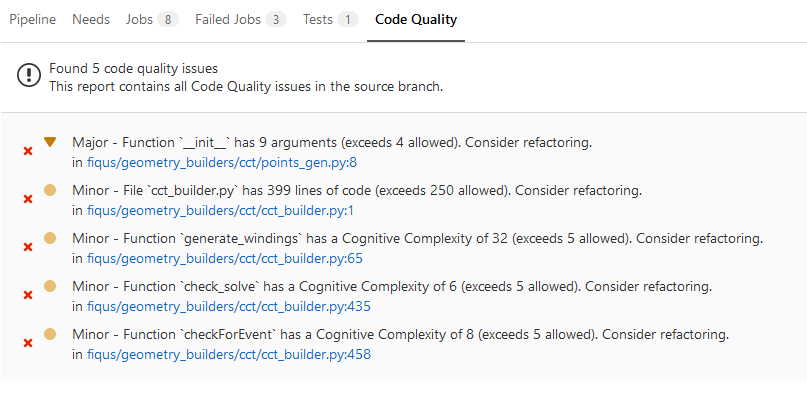 Pipeline Needs Jobs 8 Failed Jobs 3 Tests 1 Code Quality
Found 5 code quality issues
This report contains all Code Quality issues in the source branch.
Major - Function `__init__` has 9 arguments (exceeds 4 allowed). Consider refactoring.
in fiqus/geometry_builders/cct/points_gen.py:8
Minor - File `cct_builder.py` has 399 lines of code (exceeds 250 allowed). Consider refactoring.
in fiqus/geometry_builders/cct/cct_builder.py:1
Minor - Function `generate_windings` has a Cognitive Complexity of 32 (exceeds 5 allowed). Consider refactoring.
in fiqus/geometry_builders/cct/cct_builder.py:65
Minor - Function `check_solve` has a Cognitive Complexity of 6 (exceeds 5 allowed). Consider refactoring.
in fiqus/geometry_builders/cct/cct_builder.py:435
Minor - Function `checkForEvent` has a Cognitive Complexity of 8 (exceeds 5 allowed). Consider refactoring.
in fiqus/geometry_builders/cct/cct_builder.py:458